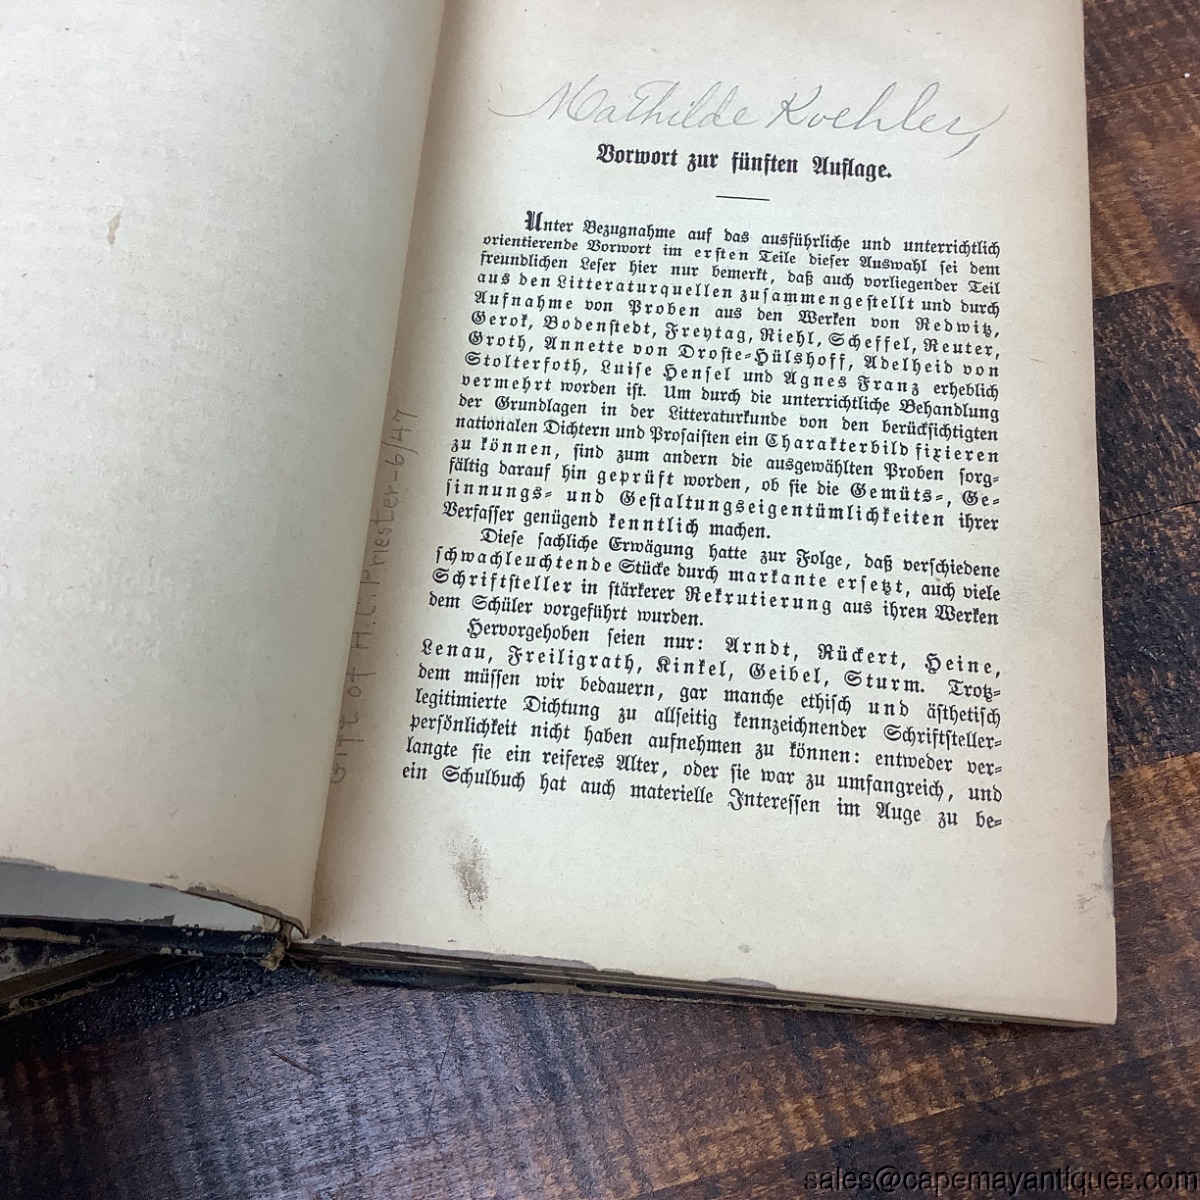 Mathilde Koehler,
Vorwort zur fünften Auflage.
Unter Bezugnahme auf das ausführliche und unterrichtlich
orientierende Vorwort im ersten Teile dieser Auswahl sei dem
freundlichen Leser hier nur bemerkt, daß auch vorliegender Teil
aus den Litteraturquellen zusammengestellt und durch
Aufnahme von Proben aus den Werken von Redwitz,
Gerok, Bodenstedt, Freytag, Riehl, Scheffel, Reuter,
Groth, Annette von Droste-Hülshoff, Adelheid von
Stolterfoth, Luise Hensel und Agnes Franz erheblich
vermehrt worden ist. Um durch die unterrichtliche Behandlung
der Grundlagen in der Litteraturkunde von den berücksichtigten
nationalen Dichtern und Prosaisten ein Charakterbild fixieren
zu können, sind zum andern die ausgewählten Proben sorg-
fältig darauf hin geprüft worden, ob sie die Gemüts-, Ge-
sinnungs- und Gestaltungseigentümlichkeiten ihrer
Verfasser genügend kenntlich machen.
Diese sachliche Erwägung hatte zur Folge, daß verschiedene
schwachleuchtende Stücke durch markante ersetzt, auch viele
Schriftsteller in stärkerer Rekrutierung aus ihren Werken
dem Schüler vorgeführt wurden.
Hervorgehoben seien nur: Arndt, Rückert, Heine,
Lenau, Freiligrath, Kinkel, Geibel, Sturm. Trotz-
dem müssen wir bedauern, gar manche ethisch und ästhetisch
legitimierte Dichtung zu allseitig kennzeichnender Schriftsteller-
persönlichkeit nicht haben aufnehmen zu können: entweder ver-
langte sie ein reiferes Alter, oder sie war zu umfangreich, und
ein Schulbuch hat auch materielle Interessen im Auge zu be-
Gift of H.C. Priester-6/47
sales@capemayantiques.com